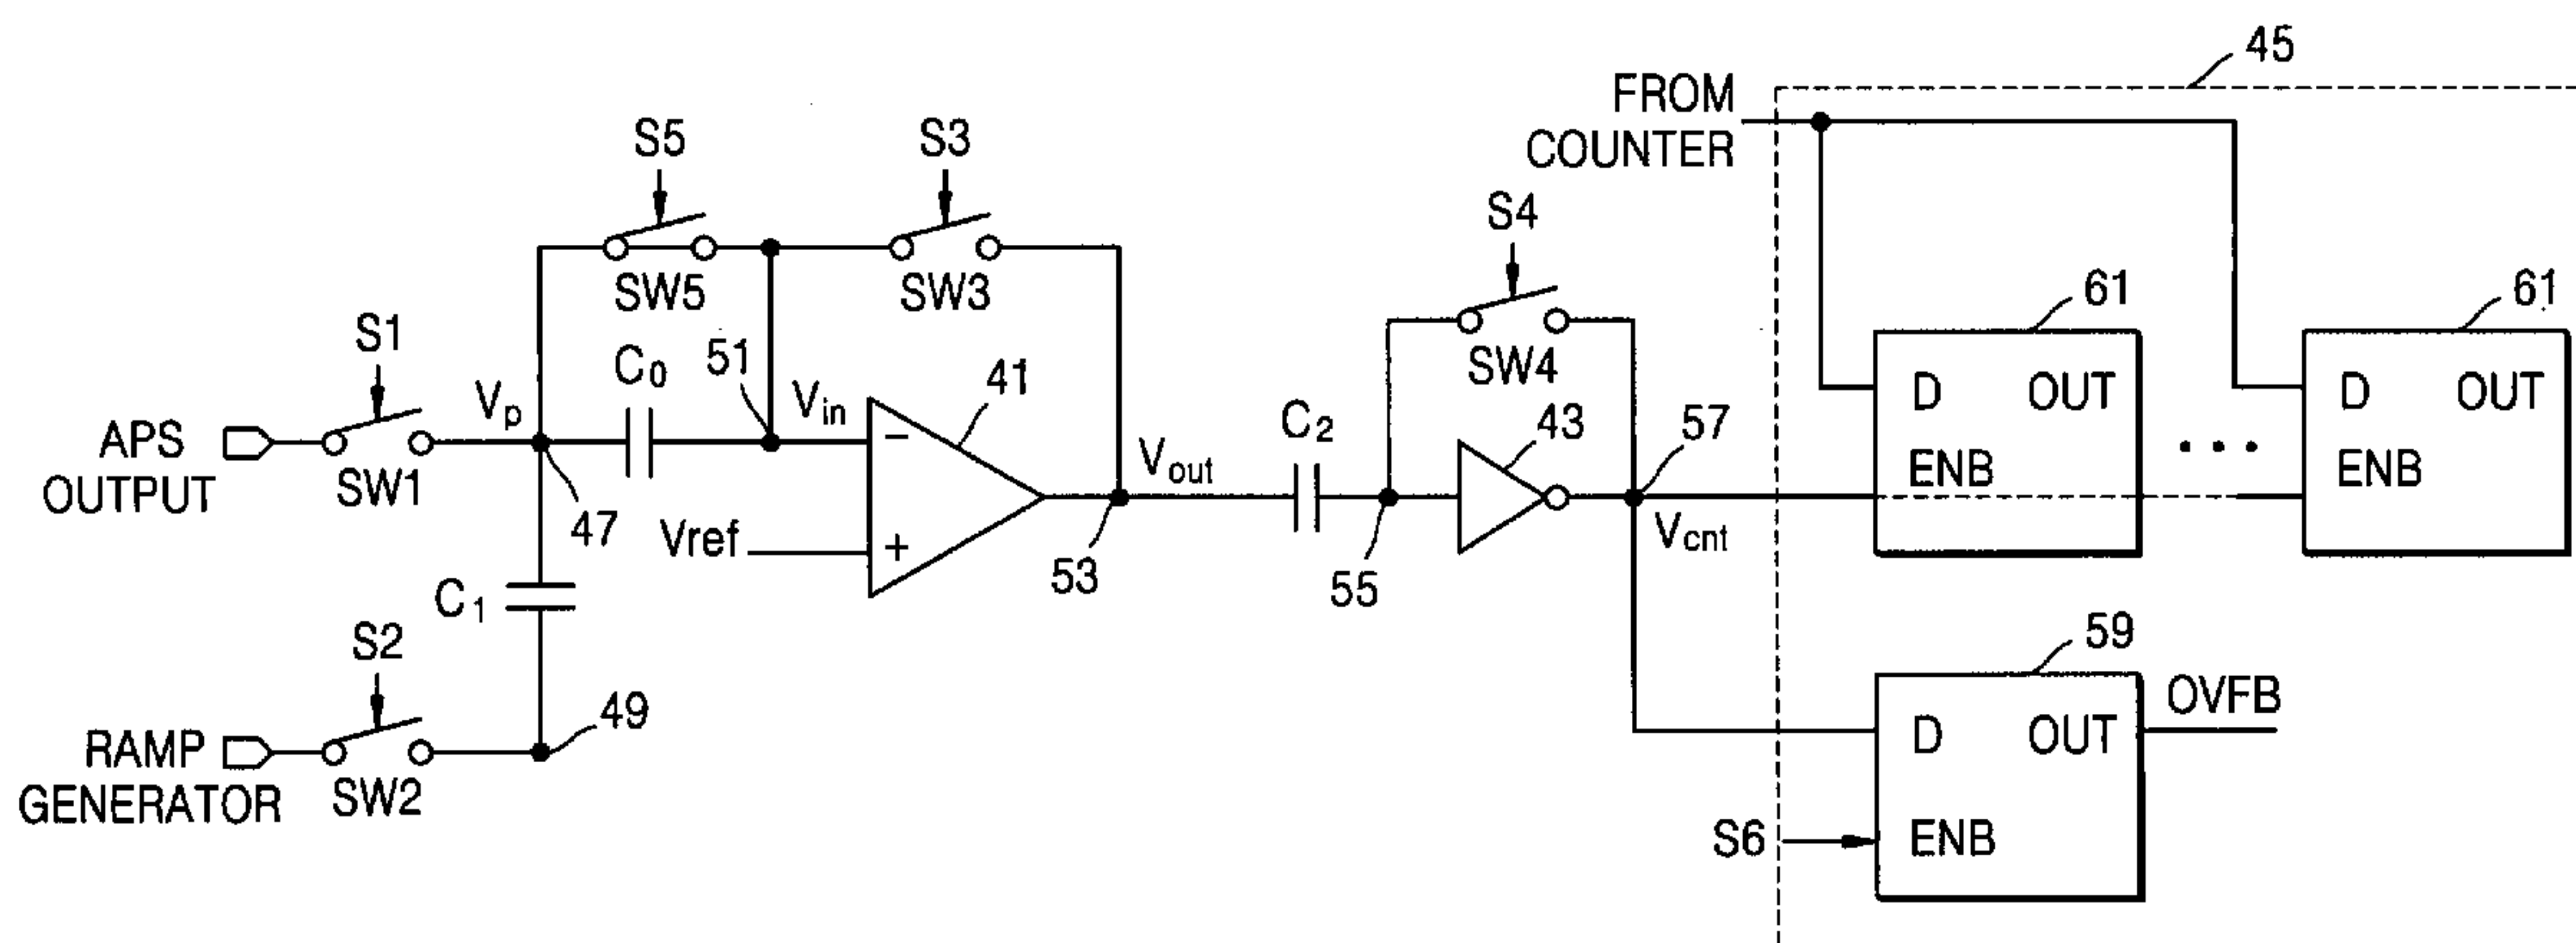 45
FROM
COUNTER
S5
S3
S4
SW5
SW3
SW4
61
61
S1
51
C0
Vp
Vin
41
APS
OUTPUT
SW1
47
Vref
−
+
53
Vout
C2
55
43
57
Vcnt
D OUT
ENB
• • •
D OUT
ENB
C1
S2
49
RAMP
GENERATOR
SW2
59
OVFB
D OUT
S6
ENB